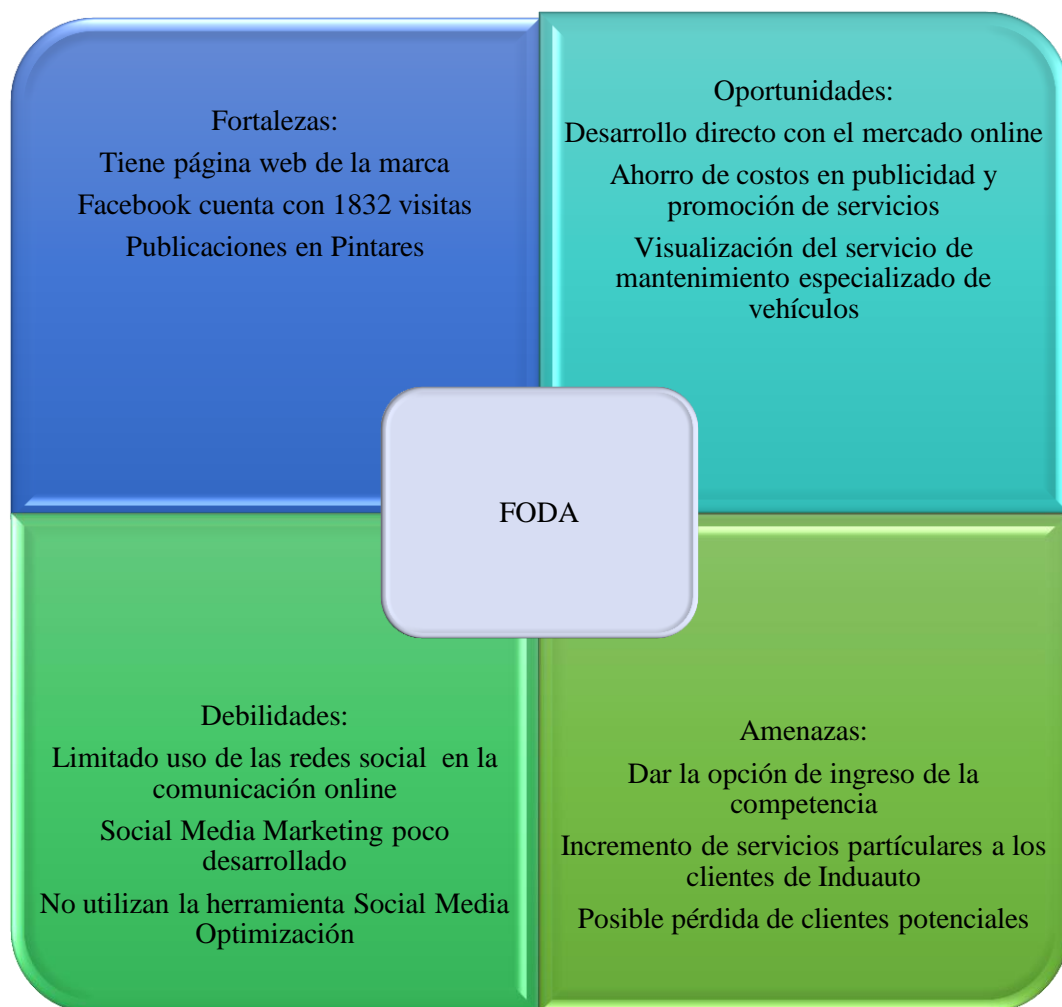 Fortalezas:
Tiene página web de la marca
Facebook cuenta con 1832 visitas
Publicaciones en Pintares
Oportunidades:
Desarrollo directo con el mercado online
Ahorro de costos en publicidad y
promoción de servicios
Visualización del servicio de
mantenimiento especializado de
vehículos
FODA
Debilidades:
Limitado uso de las redes social en la
comunicación online
Social Media Marketing poco
desarrollado
No utilizan la herramienta Social Media
Optimización
Amenazas:
Dar la opción de ingreso de la
competencia
Incremento de servicios partículares a los
clientes de Induauto
Posible pérdida de clientes potenciales